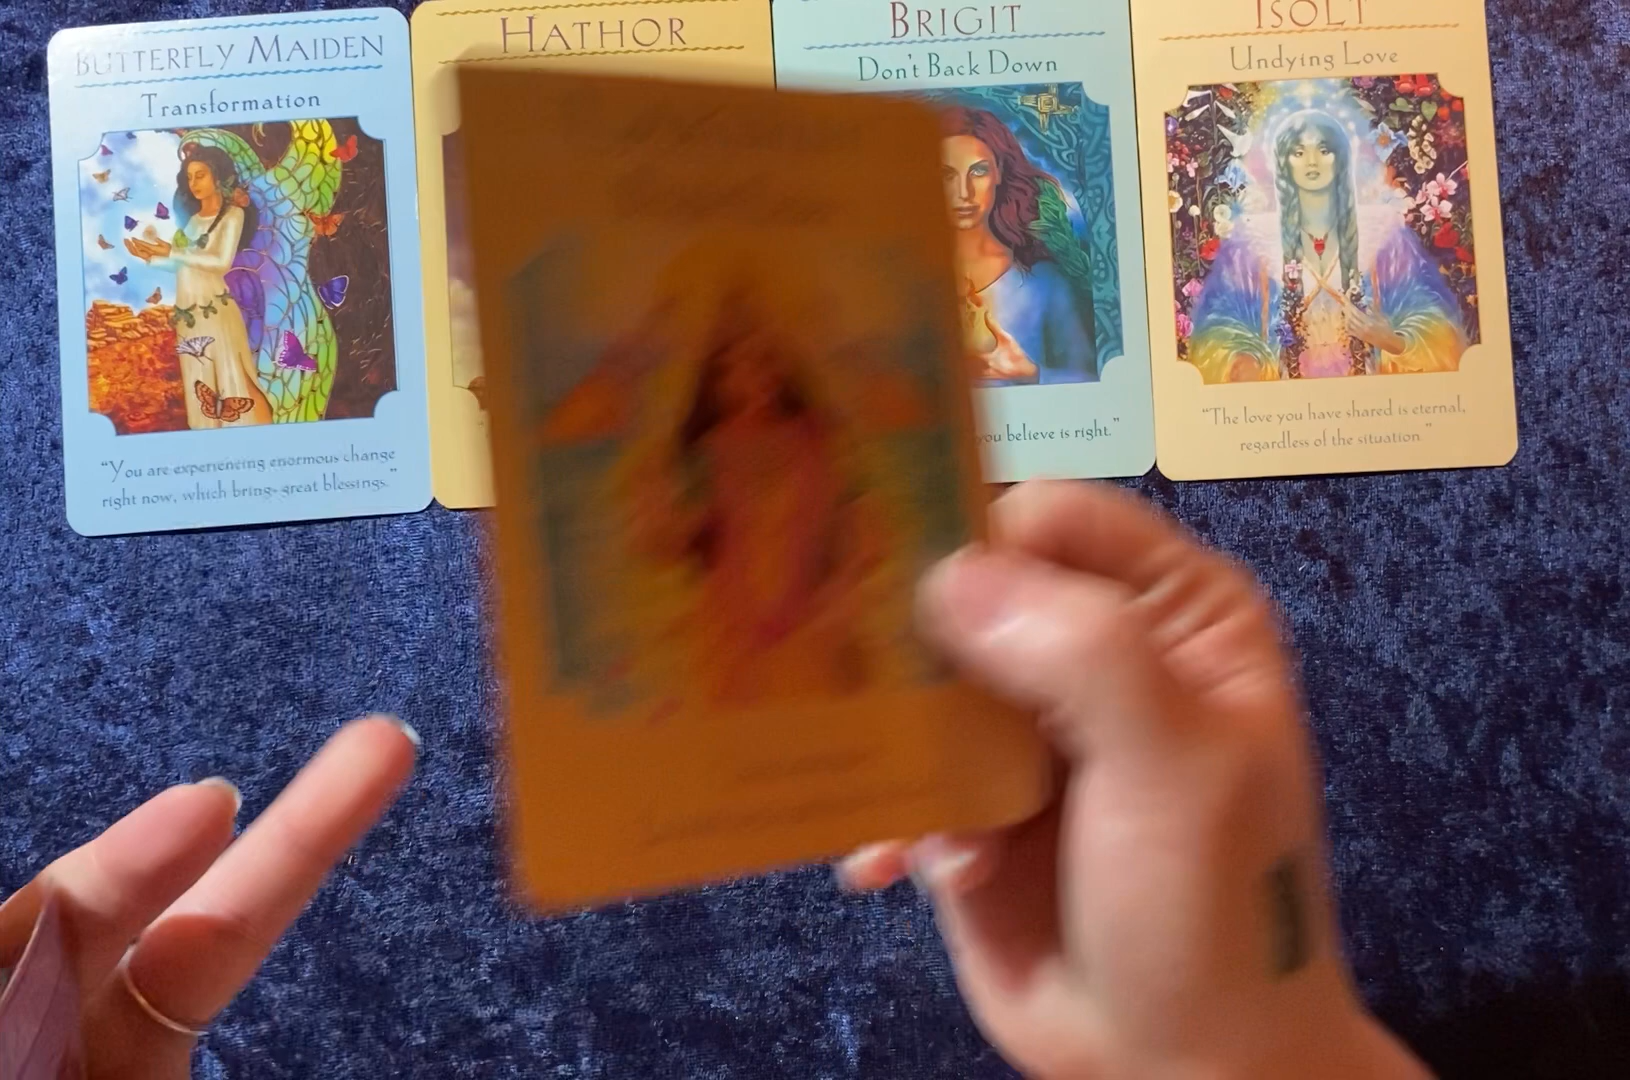 BUTTERFLY MAIDEN
Transformation
"You are experiencing enormous change
right now, which brings great blessings."
HATHOR
BRIGIT
Don't Back Down
you believe is right."
ISOLT
Undying Love
"The love you have shared is eternal,
regardless of the situation."